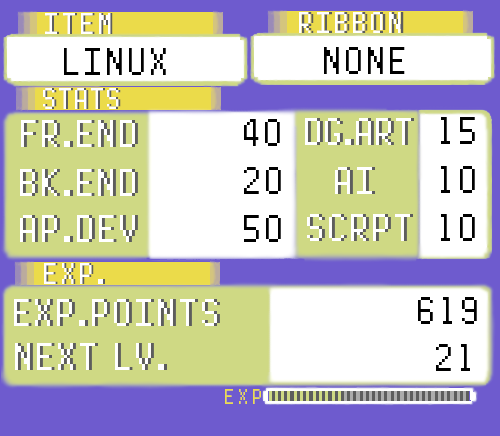 ITEM RIBBON
LINUX NONE
STATS
FR.END 40 DG.ART 15
BK.END 20 AI 10
AP.DEV 50 SCRPT 10
EXP.
EXP.POINTS 619
NEXT LV. 21
EXP